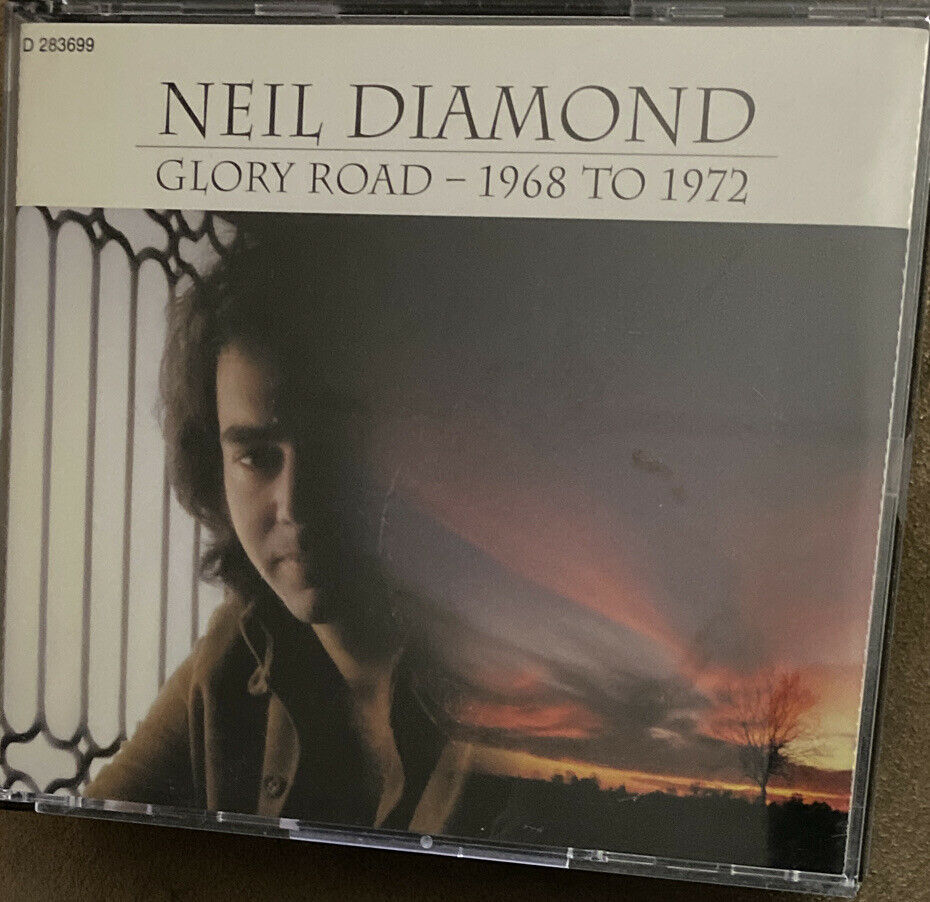 D 283699
NEIL DIAMOND
GLORY ROAD – 1968 TO 1972